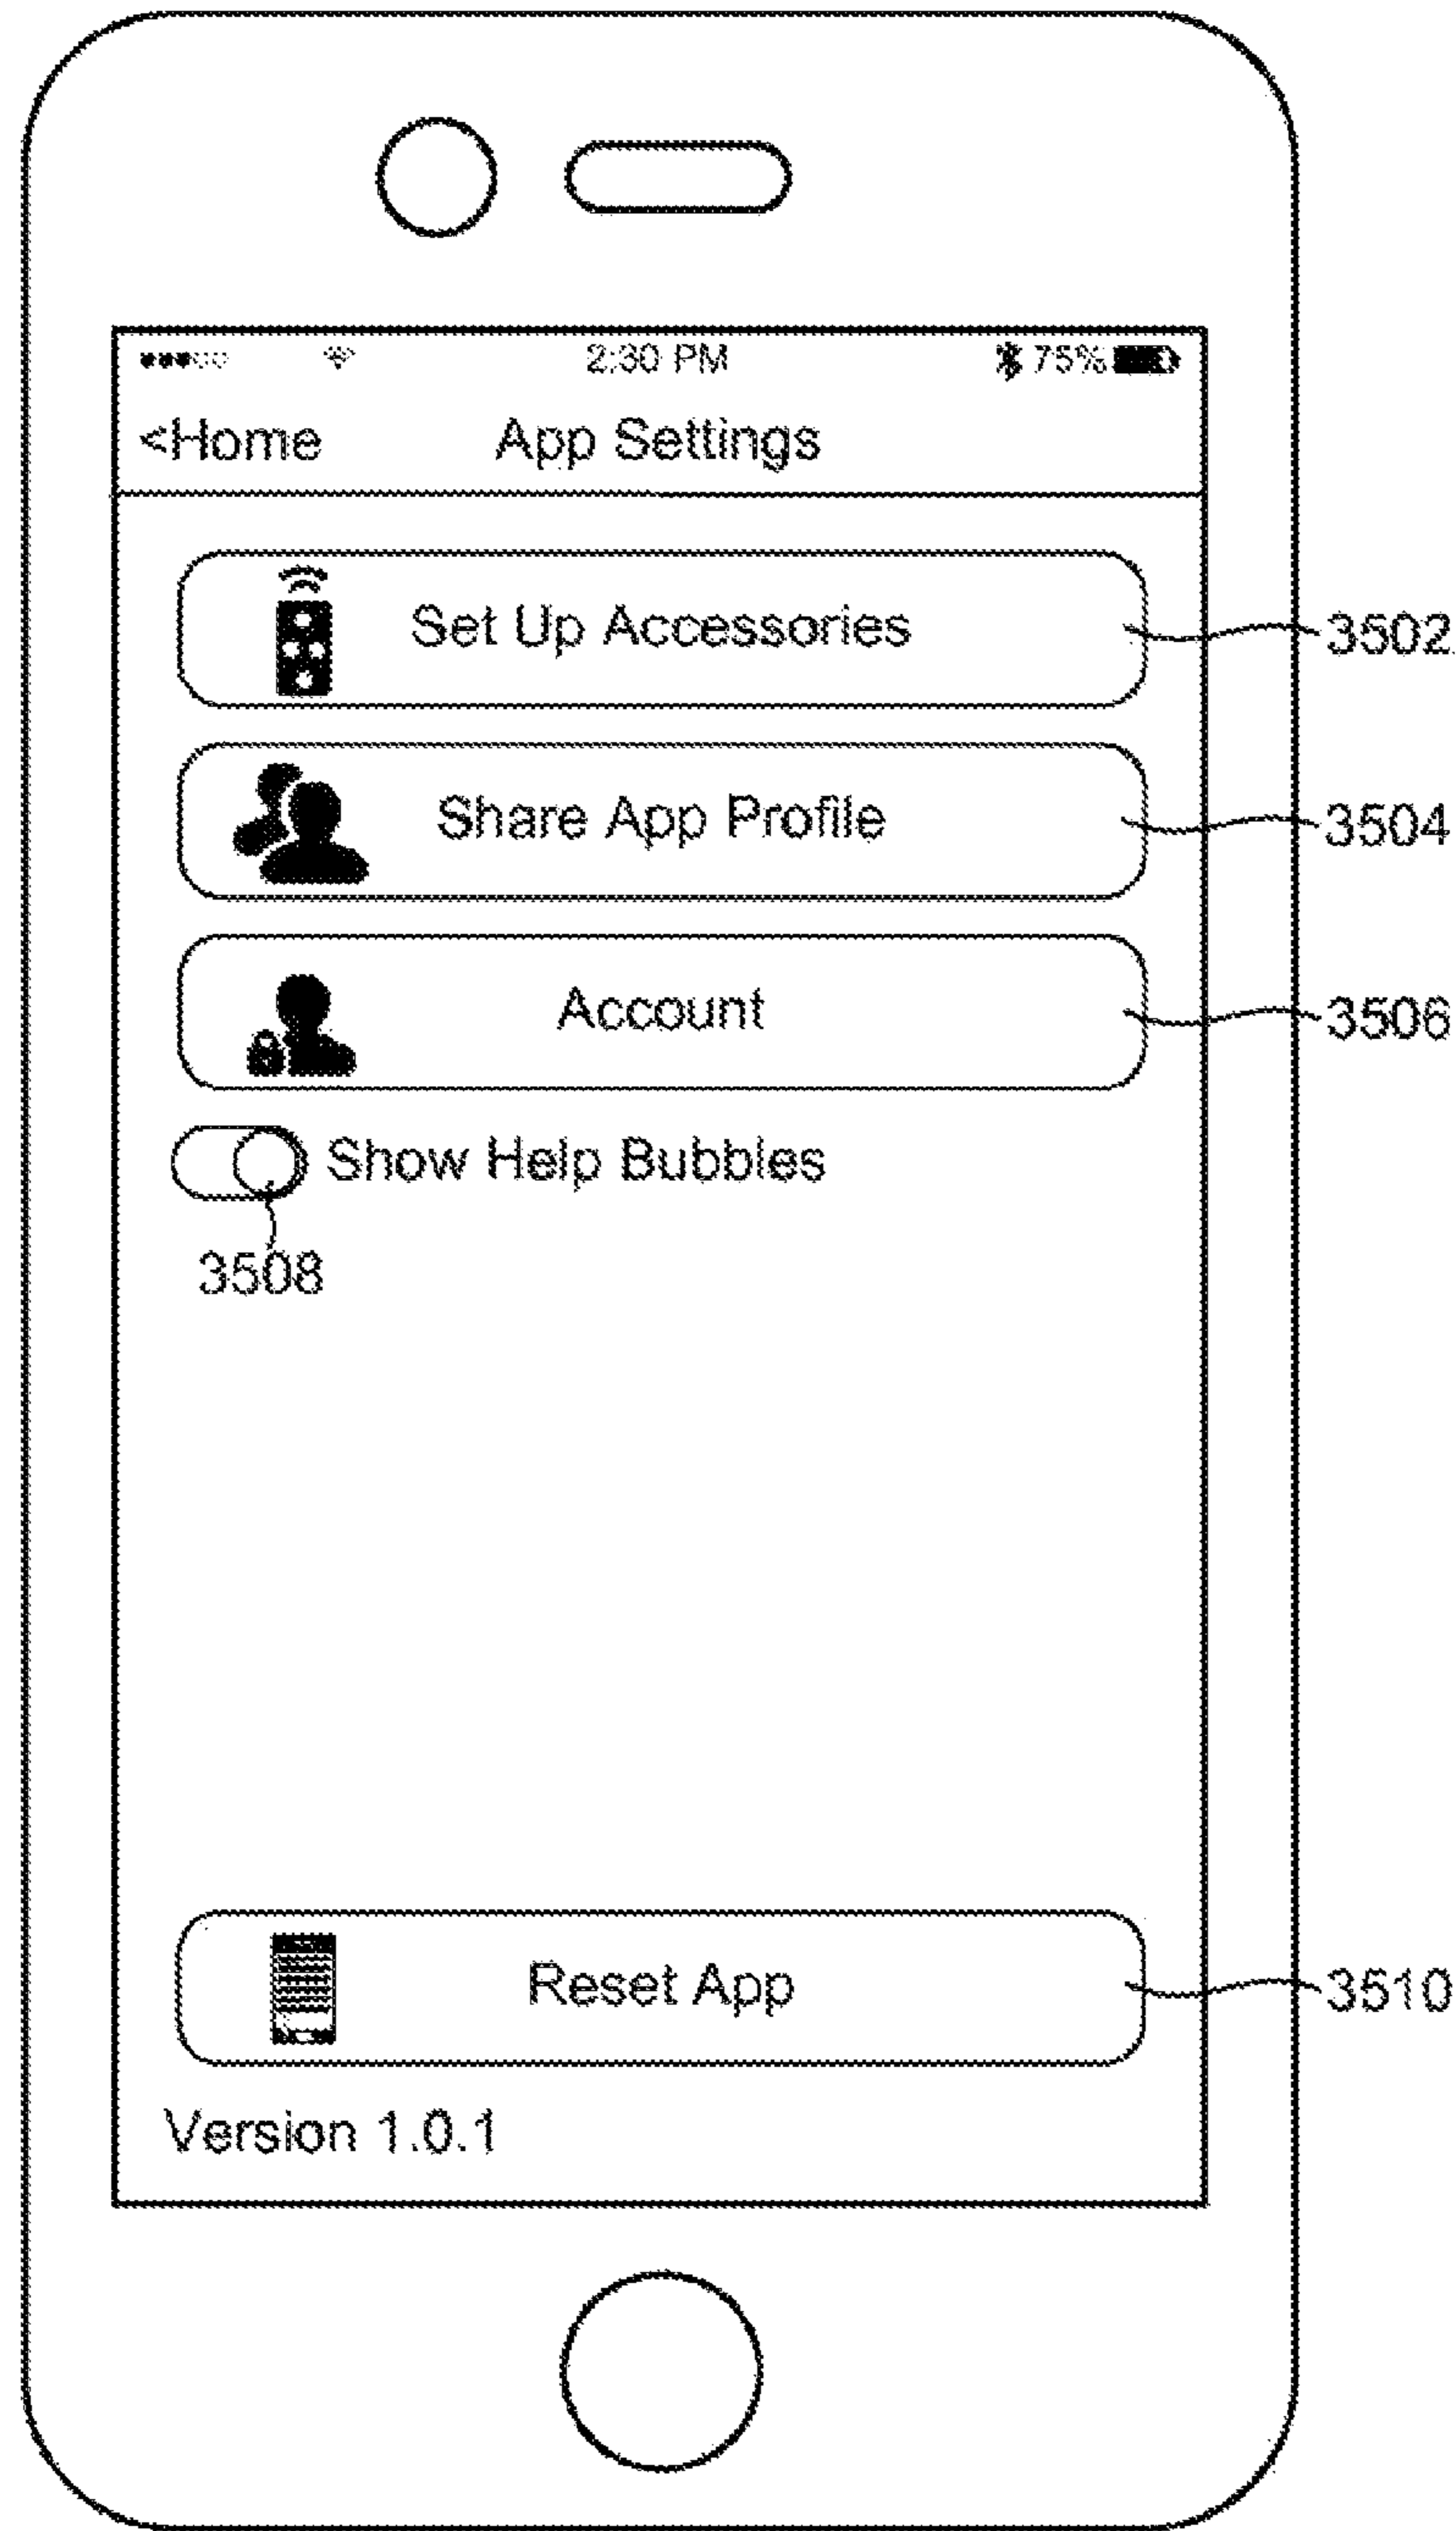 2:30 PM 75%
<Home App Settings
Set Up Accessories 3502
Share App Profile 3504
Account 3506
Show Help Bubbles
3508
Reset App 3510
Version 1.0.1